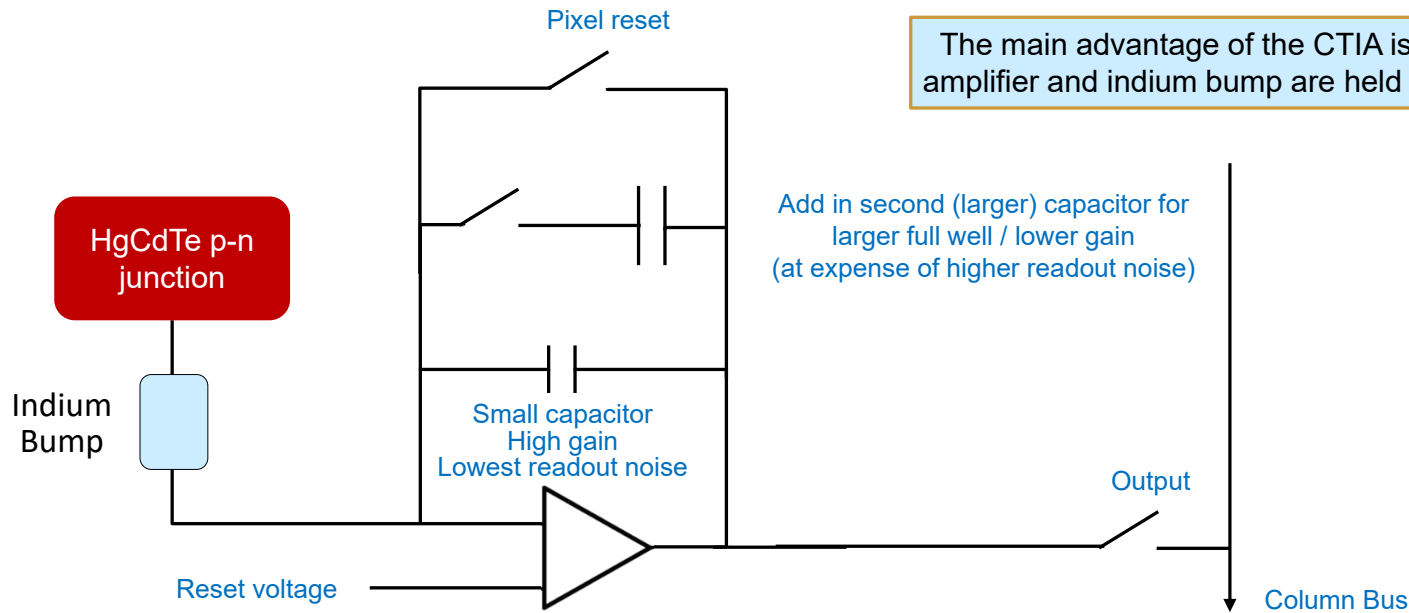 Pixel reset
The main advantage of the CTIA is
amplifier and indium bump are held
HgCdTe p-n
junction
Add in second (larger) capacitor for
larger full well / lower gain
(at expense of higher readout noise)
Indium
Bump
Small capacitor
High gain
Lowest readout noise
Output
Reset voltage
Column Bus